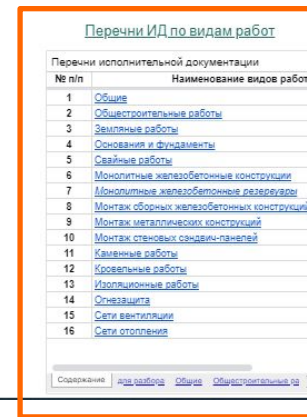 Перечни ИД по видам работ
Перечни исполнительной документации
№ п/п Наименование видов работ
1 Общие
2 Общестроительные работы
3 Земляные работы
4 Основания и фундаменты
5 Свайные работы
6 Монолитные железобетонные конструкции
7 Монолитные железобетонные резервуары
8 Монтаж сборных железобетонных конструкций
9 Монтаж металлических конструкций
10 Монтаж стеновых сэндвич-панелей
11 Каменные работы
12 Кровельные работы
13 Изоляционные работы
14 Огнезащита
15 Сети вентиляции
16 Сети отопления
Содержание для разбора Общие Общестроительные ра